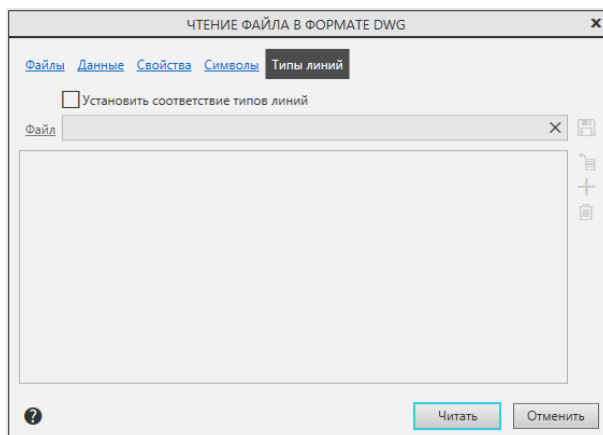 ЧТЕНИЕ ФАЙЛА В ФОРМАТЕ DWG
Файлы Данные Свойства Символы Типы линий
Установить соответствие типов линий
Файл
Читать Отменить